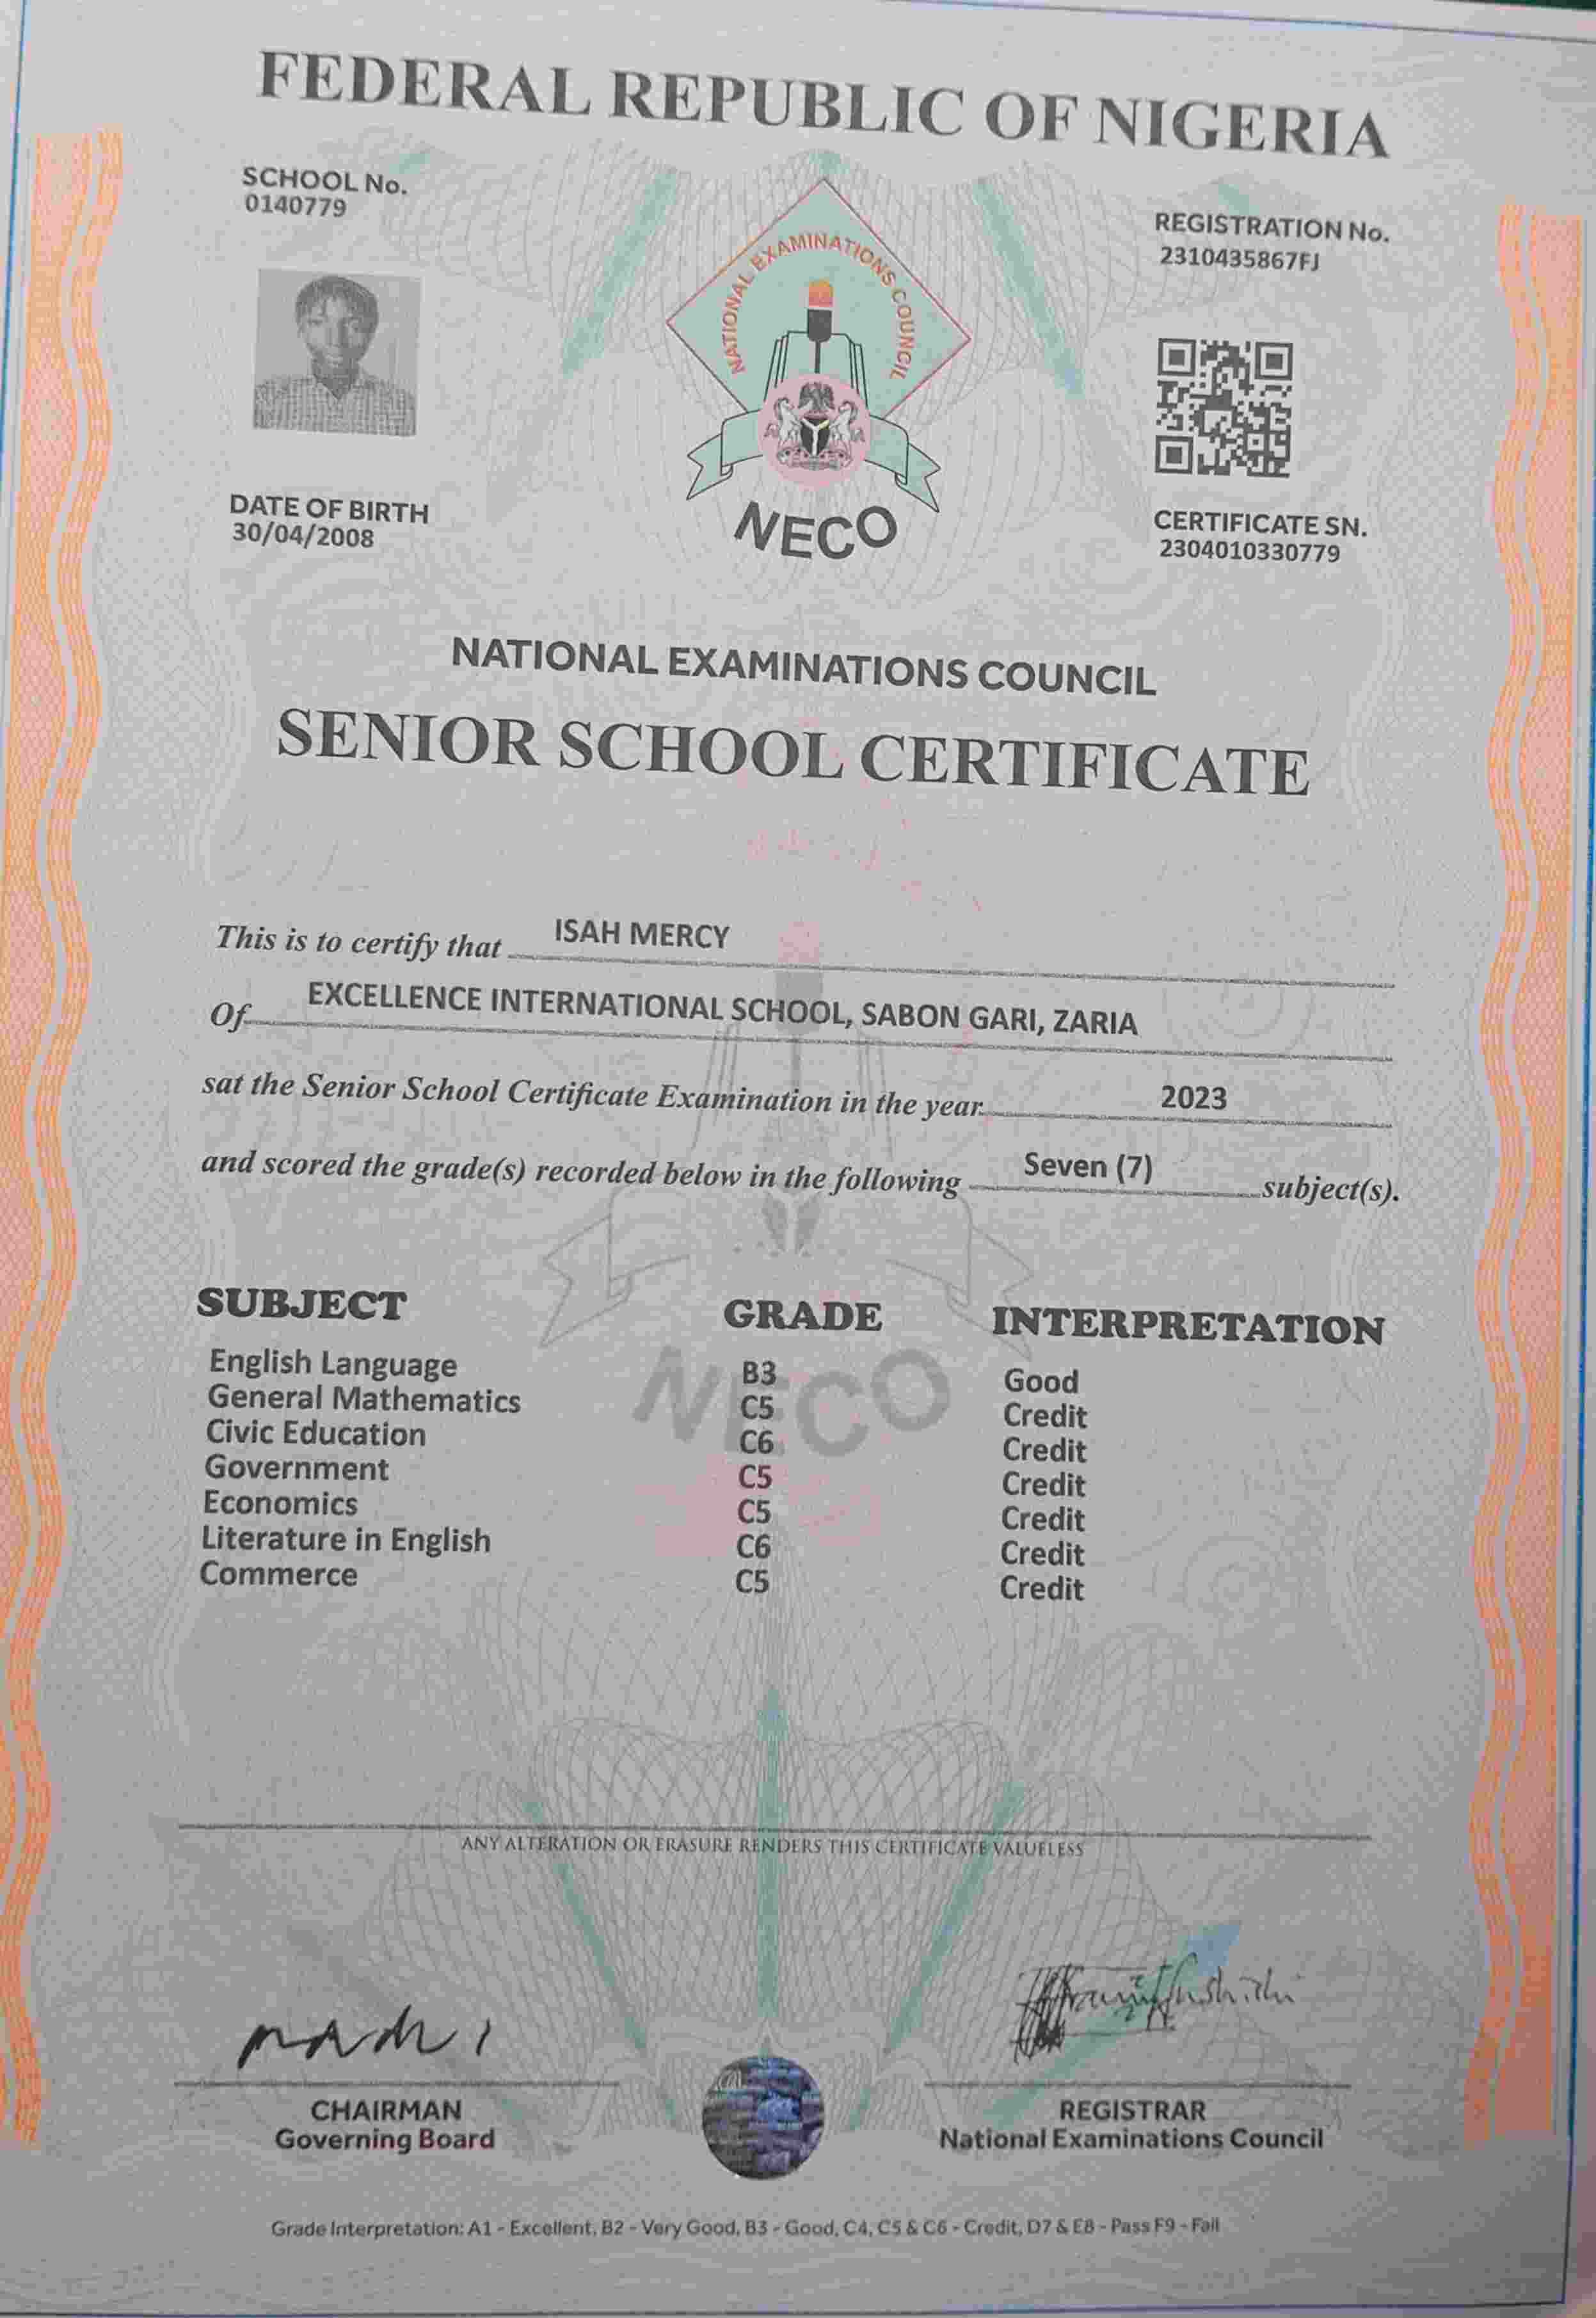 FEDERAL REPUBLIC OF NIGERIA
SCHOOL No.
0140779
REGISTRATION No.
2310435867FJ
NATIONAL EXAMINATIONS COUNCIL
NECO
DATE OF BIRTH
30/04/2008
CERTIFICATE SN.
2304010330779
NATIONAL EXAMINATIONS COUNCIL
SENIOR SCHOOL CERTIFICATE
This is to certify that ISAH MERCY
Of EXCELLENCE INTERNATIONAL SCHOOL, SABON GARI, ZARIA
sat the Senior School Certificate Examination in the year 2023
and scored the grade(s) recorded below in the following Seven (7) subject(s).
SUBJECT GRADE INTERPRETATION
English Language B3 Good
General Mathematics C5 Credit
Civic Education C6 Credit
Government C5 Credit
Economics C5 Credit
Literature in English C6 Credit
Commerce C5 Credit
NECO
ANY ALTERATION OR ERASURE RENDERS THIS CERTIFICATE VALUELESS
CHAIRMAN
Governing Board
REGISTRAR
National Examinations Council
Grade Interpretation: A1 - Excellent, B2 - Very Good, B3 - Good, C4, C5 & C6 - Credit, D7 & E8 - Pass F9 - Fail